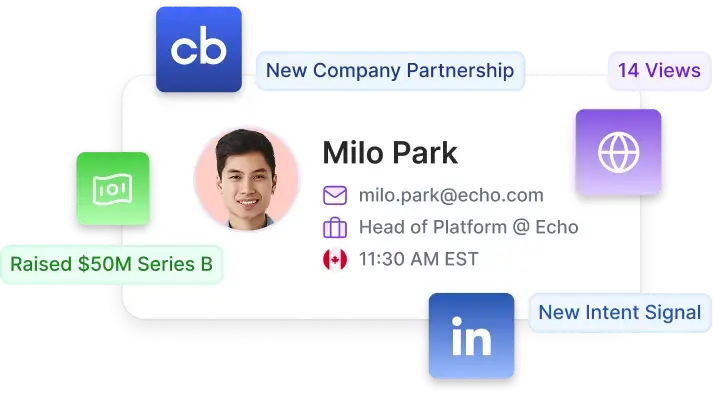 cb
New Company Partnership
14 Views
Milo Park
milo.park@echo.com
Head of Platform @ Echo
11:30 AM EST
Raised $50M Series B
in
New Intent Signal